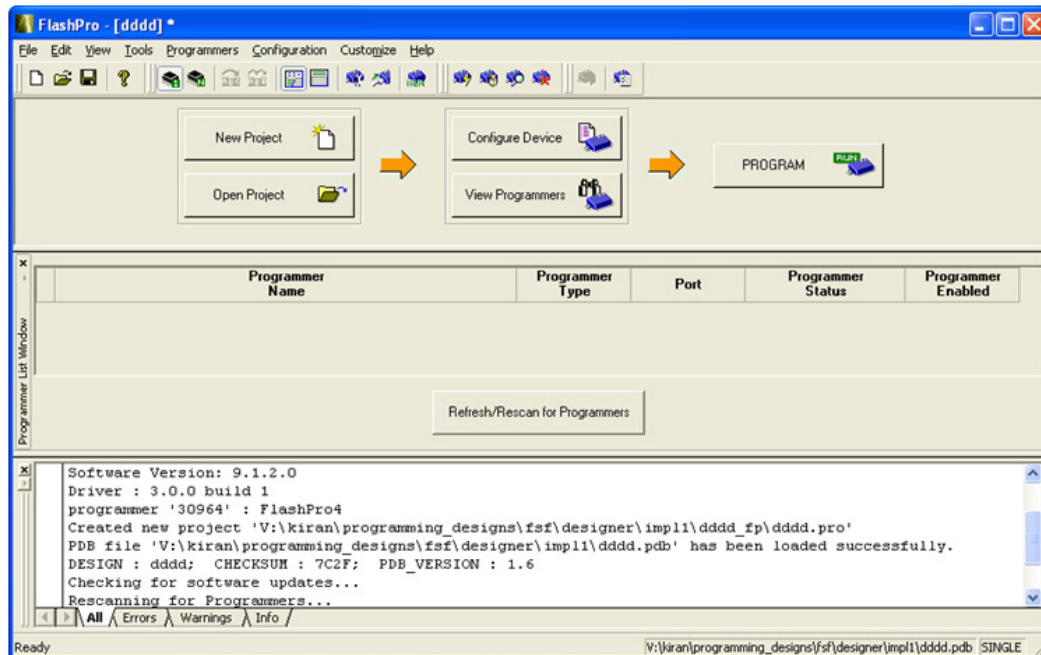 FlashPro - [dddd] *
File Edit View Tools Programmers Configuration Customize Help
New Project
Configure Device
PROGRAM
RUN
Open Project
View Programmers
Programmer Name
Programmer Type
Port
Programmer Status
Programmer Enabled
Programmer List Window
Refresh/Rescan for Programmers
Software Version: 9.1.2.0
Driver : 3.0.0 build 1
programmer '30964' : FlashPro4
Created new project 'V:\kiran\programming_designs\fsf\designer\impl1\dddd_fp\dddd.pro'
PDB file 'V:\kiran\programming_designs\fsf\designer\impl1\dddd.pdb' has been loaded successfully.
DESIGN : dddd; CHECKSUM : 7C2F; PDB_VERSION : 1.6
Checking for software updates...
Rescanning for Programmers...
All Errors Warnings Info
Ready
V:\kiran\programming_designs\fsf\designer\impl1\dddd.pdb SINGLE